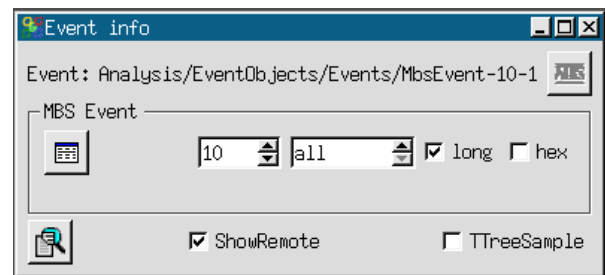 Event info
Event: Analysis/EventObjects/Events/MbsEvent-10-1
MBS Event
10 all long hex
ShowRemote TTreeSample